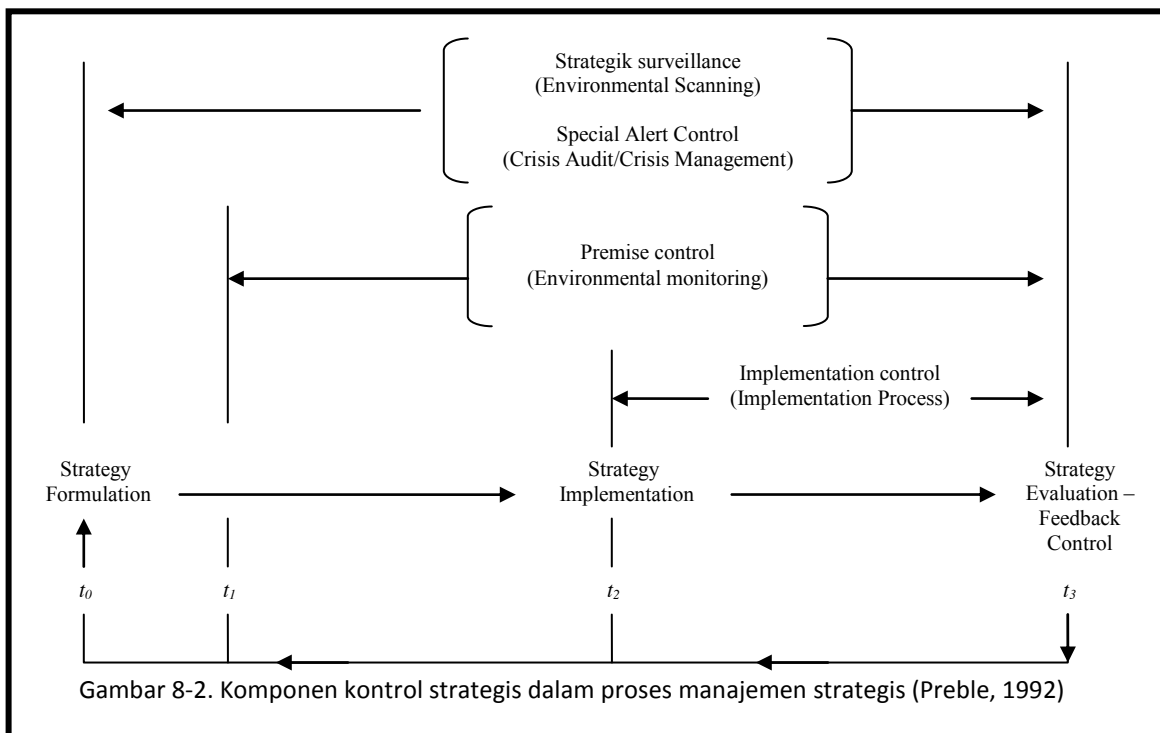 Strategik surveillance
(Environmental Scanning)
Special Alert Control
(Crisis Audit/Crisis Management)
Premise control
(Environmental monitoring)
Implementation control
(Implementation Process)
Strategy
Formulation
Strategy
Implementation
Strategy
Evaluation –
Feedback
Control
t0
t1
t2
t3
Gambar 8-2. Komponen kontrol strategis dalam proses manajemen strategis (Preble, 1992)